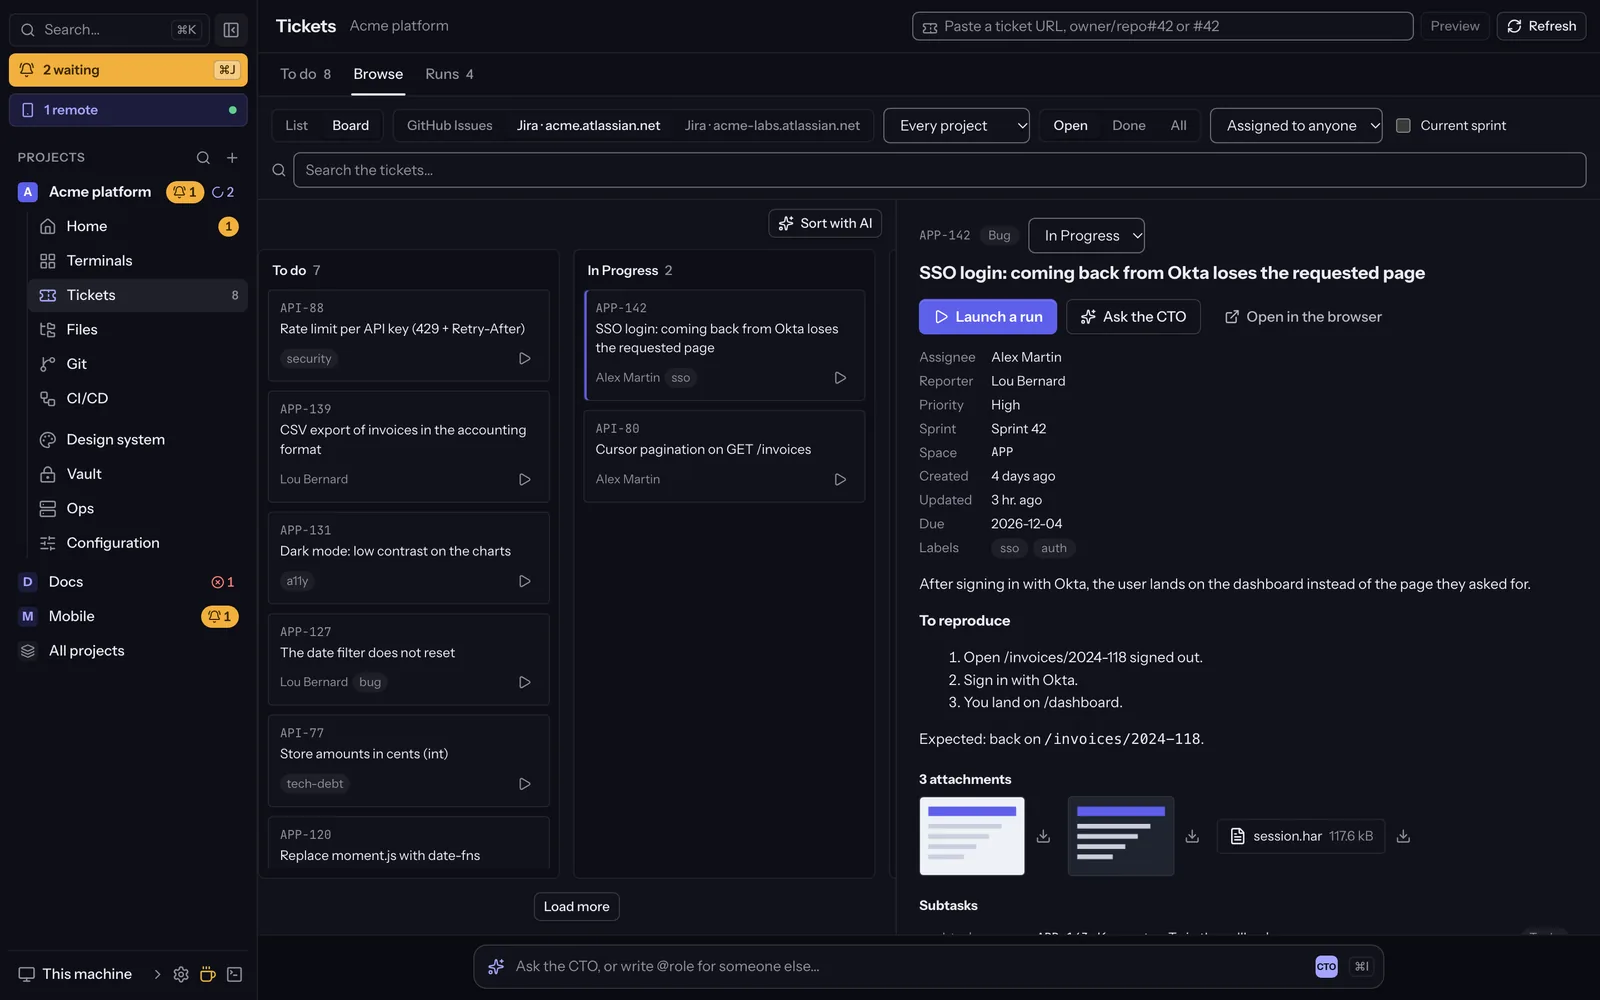 Search...
⌘K
2 waiting
⌘J
1 remote
PROJECTS
A Acme platform 1 2
Home 1
Terminals
Tickets 8
Files
Git
CI/CD
Design system
Vault
Ops
Configuration
D Docs 1
M Mobile 1
All projects
This machine
Tickets Acme platform
Paste a ticket URL, owner/repo#42 or #42
Preview
Refresh
To do 8
Browse
Runs 4
List
Board
GitHub Issues
Jira · acme.atlassian.net
Jira · acme-labs.atlassian.net
Every project
Open
Done
All
Assigned to anyone
Current sprint
Search the tickets...
Sort with AI
To do 7
API-88
Rate limit per API key (429 + Retry-After)
security
APP-139
CSV export of invoices in the accounting
format
Lou Bernard
APP-131
Dark mode: low contrast on the charts
a11y
APP-127
The date filter does not reset
Lou Bernard bug
API-77
Store amounts in cents (int)
tech-debt
APP-120
Replace moment.js with date-fns
In Progress 2
APP-142
SSO login: coming back from Okta loses
the requested page
Alex Martin sso
API-80
Cursor pagination on GET /invoices
Alex Martin
Load more
APP-142 Bug In Progress
SSO login: coming back from Okta loses the requested page
Launch a run
Ask the CTO
Open in the browser
Assignee Alex Martin
Reporter Lou Bernard
Priority High
Sprint Sprint 42
Space APP
Created 4 days ago
Updated 3 hr. ago
Due 2026-12-04
Labels sso auth
After signing in with Okta, the user lands on the dashboard instead of the page they asked for.
To reproduce
1. Open /invoices/2024-118 signed out.
2. Sign in with Okta.
3. You land on /dashboard.
Expected: back on /invoices/2024-118.
3 attachments
session.har 117.6 kB
Subtasks
Ask the CTO, or write @role for someone else...
CTO
⌘I